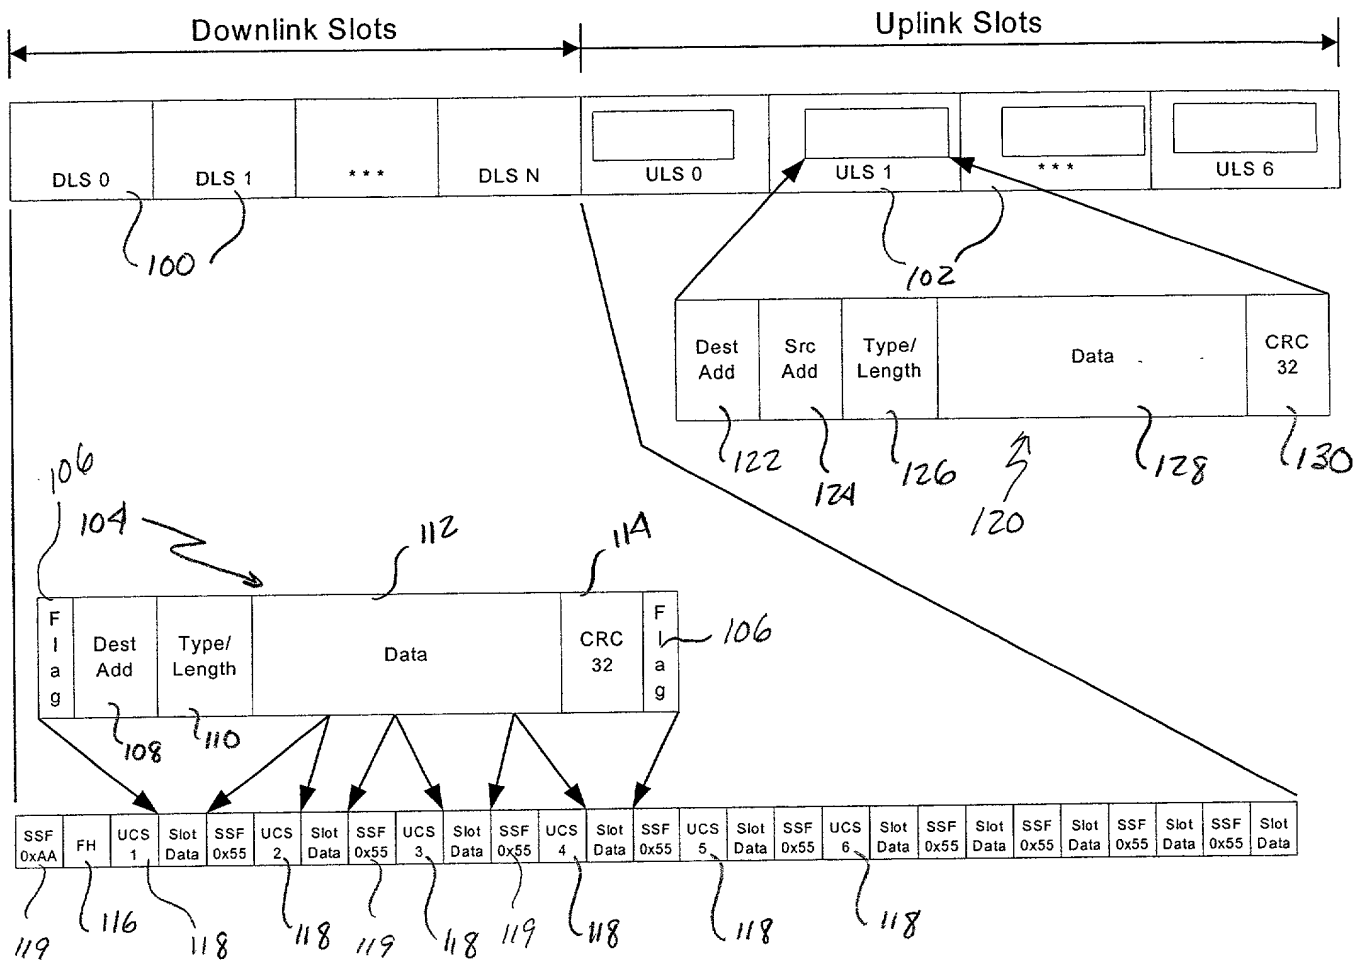 Downlink Slots Uplink Slots
DLS 0 DLS 1 *** DLS N ULS 0 ULS 1 *** ULS 6
100 102
Dest Add Src Add Type/ Length Data CRC 32
122 124 126 120 128 130
106 104 112 114
Flag Dest Add Type/ Length Data CRC 32 Flag 106
108 110
SSF 0xAA FH UCS 1 Slot Data SSF 0x55 UCS 2 Slot Data SSF 0x55 UCS 3 Slot Data SSF 0x55 UCS 4 Slot Data SSF 0x55 UCS 5 Slot Data SSF 0x55 UCS 6 Slot Data SSF 0x55 Slot Data SSF 0x55 Slot Data SSF 0x55 Slot Data SSF 0x55 Slot Data
119 116 118 118 119 118 119 118 118 118